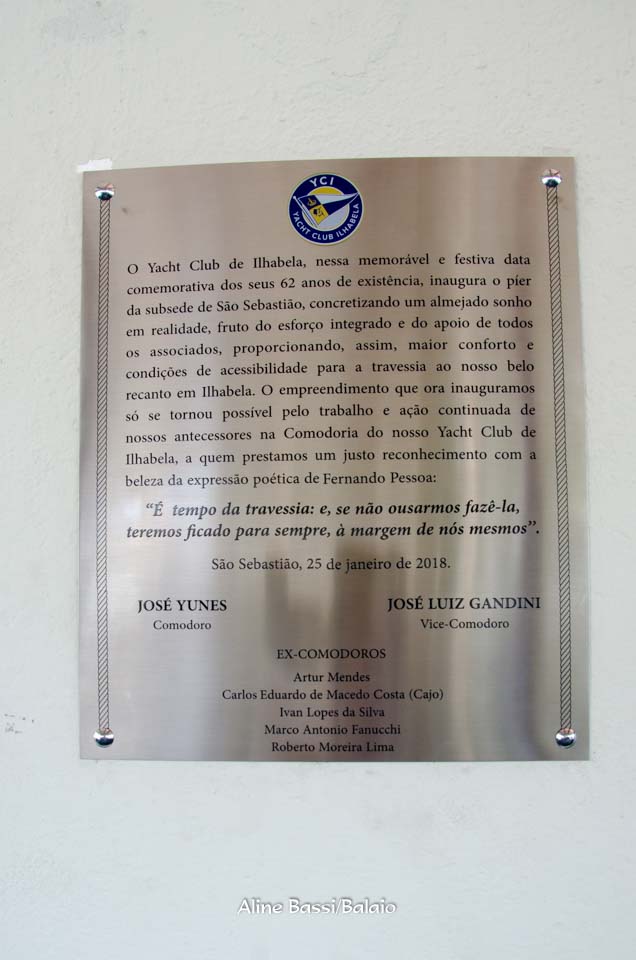 YCI
YACHT CLUB ILHABELA
O Yacht Club de Ilhabela, nessa memorável e festiva data
comemorativa dos seus 62 anos de existência, inaugura o píer
da subsede de São Sebastião, concretizando um almejado sonho
em realidade, fruto do esforço integrado e do apoio de todos
os associados, proporcionando, assim, maior conforto e
condições de acessibilidade para a travessia ao nosso belo
recanto em Ilhabela. O empreendimento que ora inauguramos
só se tornou possível pelo trabalho e ação continuada de
nossos antecessores na Comodoria do nosso Yacht Club de
Ilhabela, a quem prestamos um justo reconhecimento com a
beleza da expressão poética de Fernando Pessoa:
“É tempo da travessia: e, se não ousarmos fazê-la,
teremos ficado para sempre, à margem de nós mesmos”.
São Sebastião, 25 de janeiro de 2018.
JOSÉ YUNES JOSÉ LUIZ GANDINI
Comodoro Vice-Comodoro
EX-COMODOROS
Artur Mendes
Carlos Eduardo de Macedo Costa (Cajo)
Ivan Lopes da Silva
Marco Antonio Fanucchi
Roberto Moreira Lima
Aline Bassi/Balaio